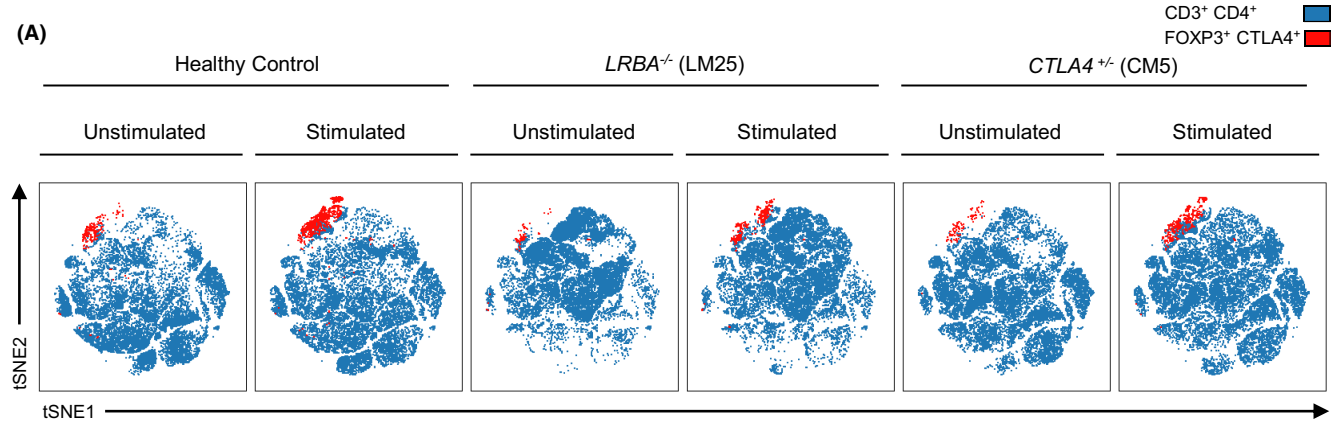 CD3⁺ CD4⁺
FOXP3⁺ CTLA4⁺
(A)
Healthy Control
LRBA⁻/⁻ (LM25)
CTLA4 ⁺/⁻ (CM5)
Unstimulated
Stimulated
Unstimulated
Stimulated
Unstimulated
Stimulated
tSNE2
tSNE1